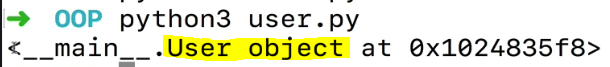 ➜ OOP python3 user.py
<__main__.User object at 0x1024835f8>